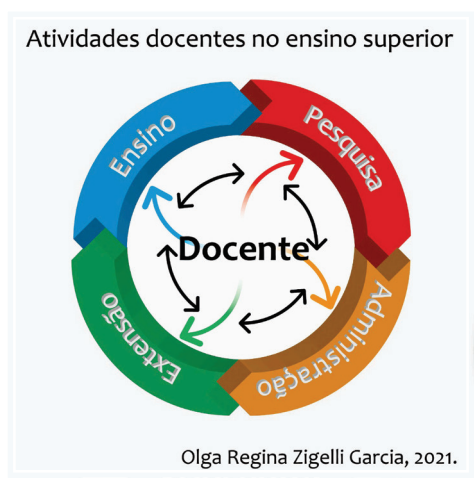 Atividades docentes no ensino superior
Ensino
Pesquisa
Docente
Extensão
Administração
Olga Regina Zigelli Garcia, 2021.